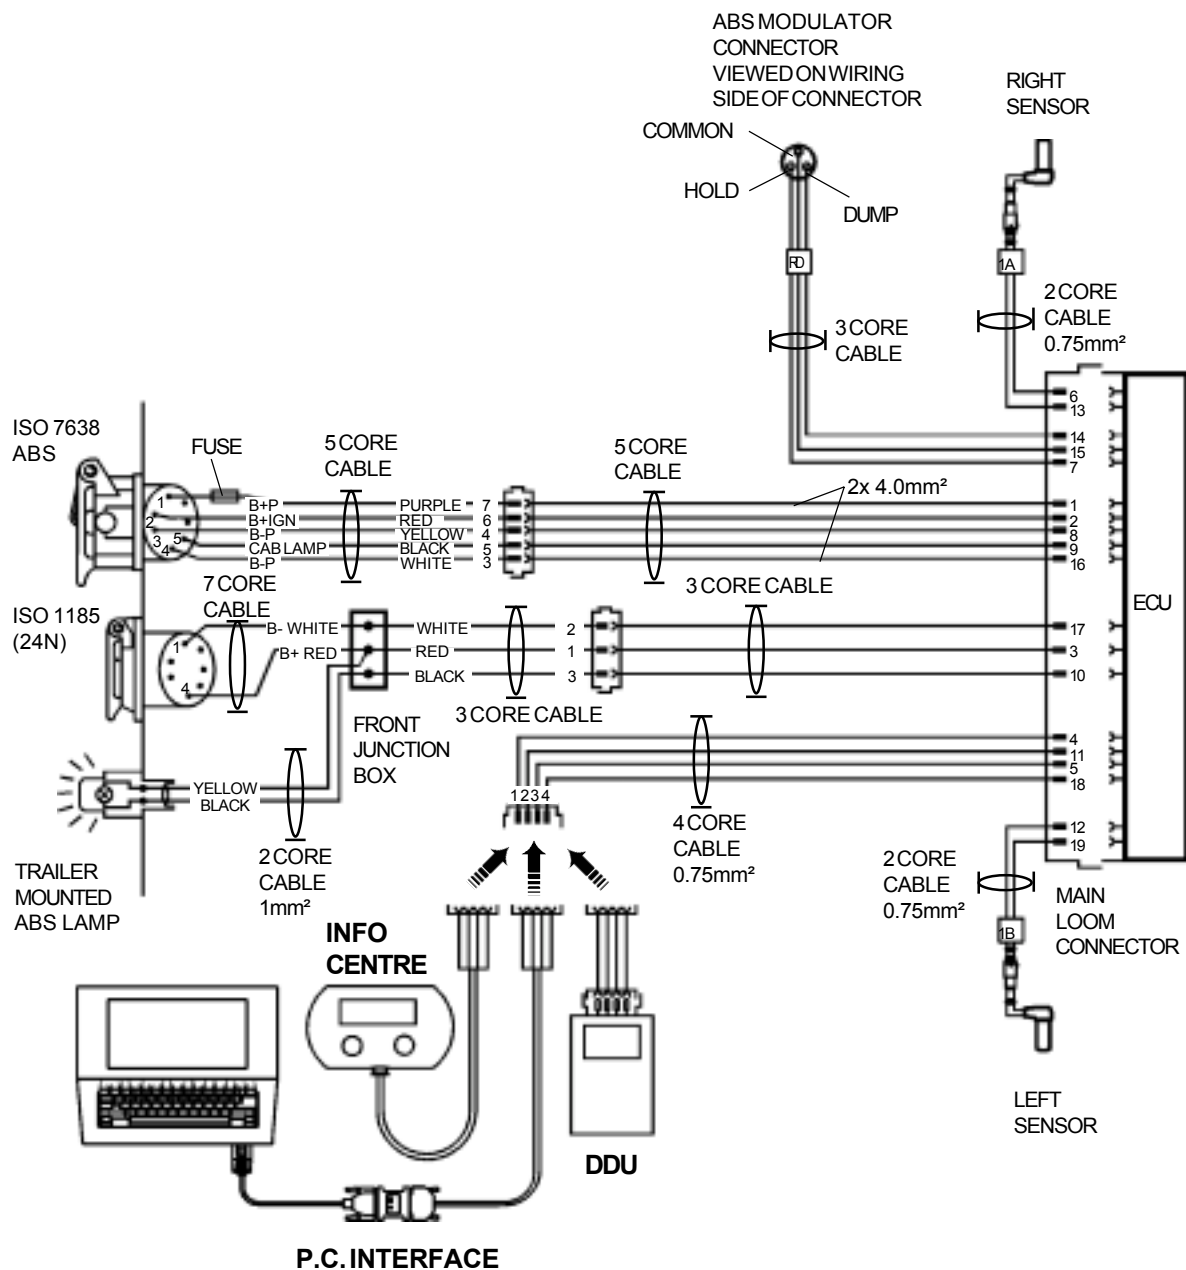 ABS MODULATOR
CONNECTOR
VIEWED ON WIRING
SIDE OF CONNECTOR
RIGHT
SENSOR
COMMON
HOLD
DUMP
RD
1A
3 CORE
CABLE
2 CORE
CABLE
0.75mm²
6
13
14
15
7
ISO 7638
ABS
FUSE
5 CORE
CABLE
5 CORE
CABLE
2x 4.0mm²
1
2
3
5
4
B+P
B+IGN
B-P
CAB LAMP
B-P
PURPLE 7
RED 6
YELLOW 4
BLACK 5
WHITE 3
1
2
8
9
16
ECU
ISO 1185
(24N)
7 CORE
CABLE
1
4
B- WHITE
B+ RED
WHITE 2
RED 1
BLACK 3
3 CORE CABLE
3 CORE CABLE
17
3
10
FRONT
JUNCTION
BOX
YELLOW
BLACK
2 CORE
CABLE
1mm²
TRAILER
MOUNTED
ABS LAMP
1 2 3 4
4 CORE
CABLE
0.75mm²
4
11
5
18
12
19
2 CORE
CABLE
0.75mm²
1B
MAIN
LOOM
CONNECTOR
LEFT
SENSOR
INFO
CENTRE
DDU
P.C. INTERFACE